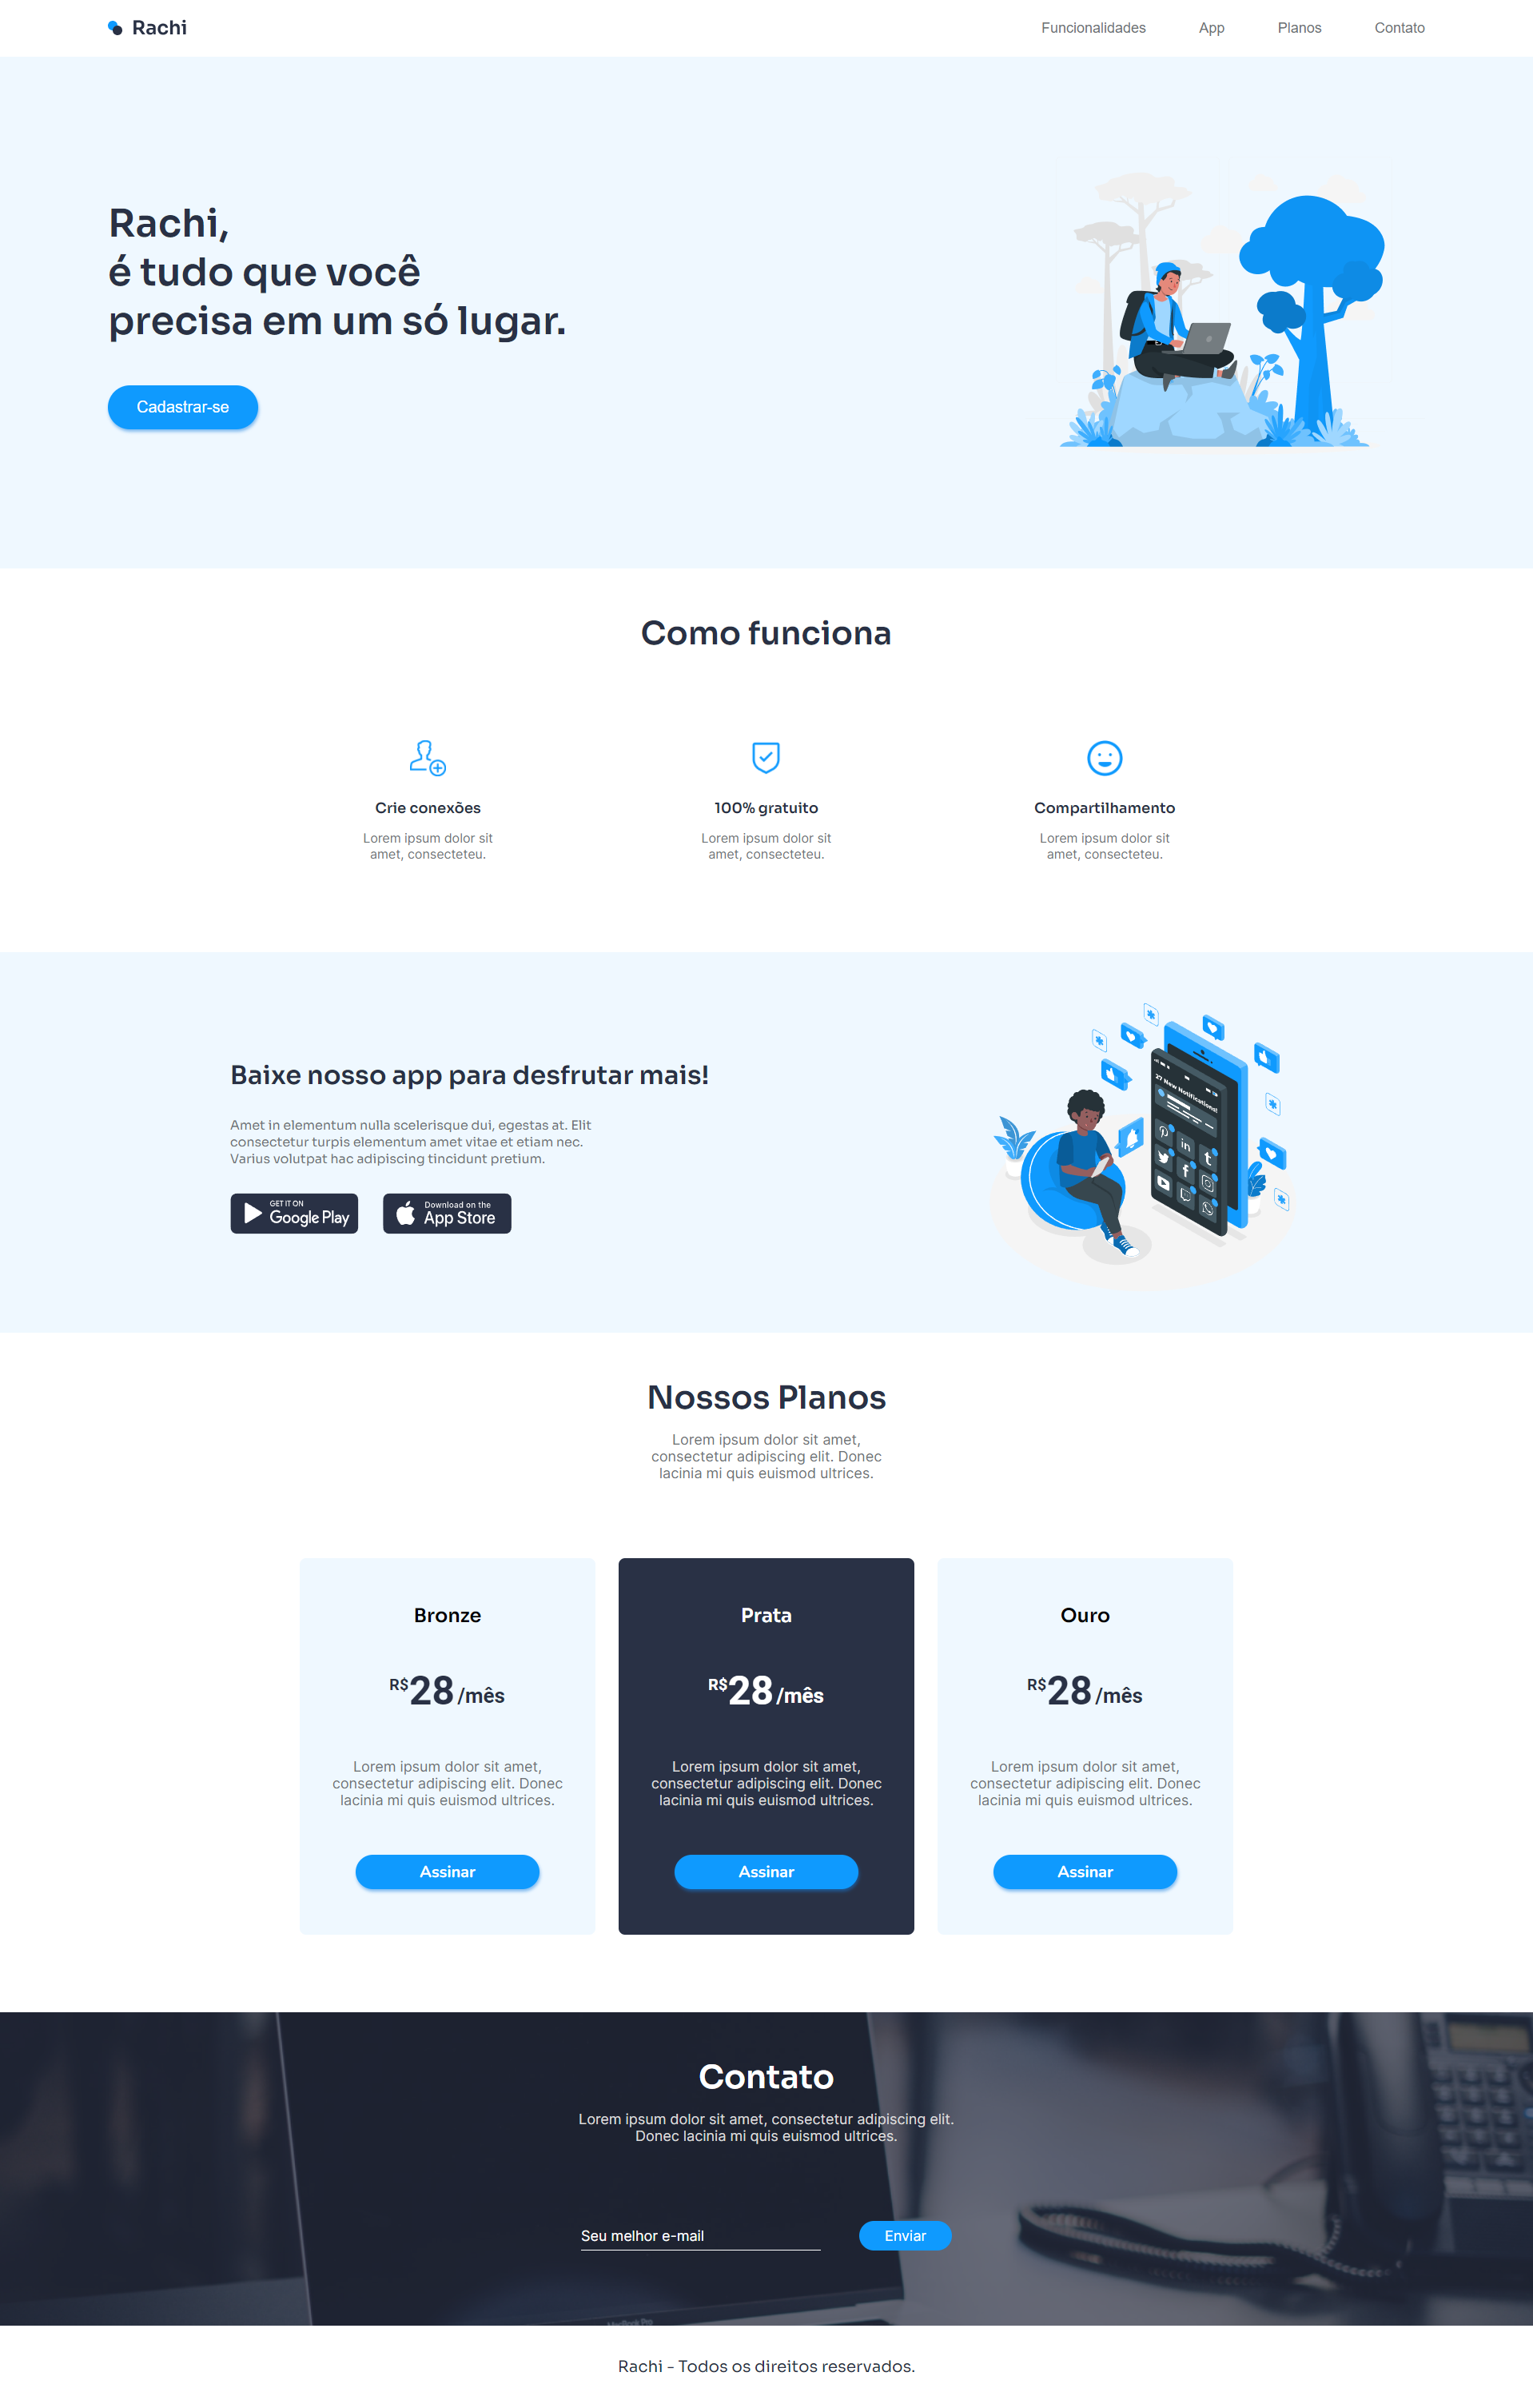 Rachi
Funcionalidades
App
Planos
Contato
Rachi,
é tudo que você
precisa em um só lugar.
Cadastrar-se
Como funciona
Crie conexões
Lorem ipsum dolor sit
amet, consecteteu.
100% gratuito
Lorem ipsum dolor sit
amet, consecteteu.
Compartilhamento
Lorem ipsum dolor sit
amet, consecteteu.
Baixe nosso app para desfrutar mais!
Amet in elementum nulla scelerisque dui, egestas at. Elit
consectetur turpis elementum amet vitae et etiam nec.
Varius volutpat hac adipiscing tincidunt pretium.
GET IT ON
Google Play
Download on the
App Store
27 New Notifications!
Nossos Planos
Lorem ipsum dolor sit amet,
consectetur adipiscing elit. Donec
lacinia mi quis euismod ultrices.
Bronze
R$28/mês
Lorem ipsum dolor sit amet,
consectetur adipiscing elit. Donec
lacinia mi quis euismod ultrices.
Assinar
Prata
R$28/mês
Lorem ipsum dolor sit amet,
consectetur adipiscing elit. Donec
lacinia mi quis euismod ultrices.
Assinar
Ouro
R$28/mês
Lorem ipsum dolor sit amet,
consectetur adipiscing elit. Donec
lacinia mi quis euismod ultrices.
Assinar
Contato
Lorem ipsum dolor sit amet, consectetur adipiscing elit.
Donec lacinia mi quis euismod ultrices.
Seu melhor e-mail
Enviar
MacBook Pro
Rachi - Todos os direitos reservados.